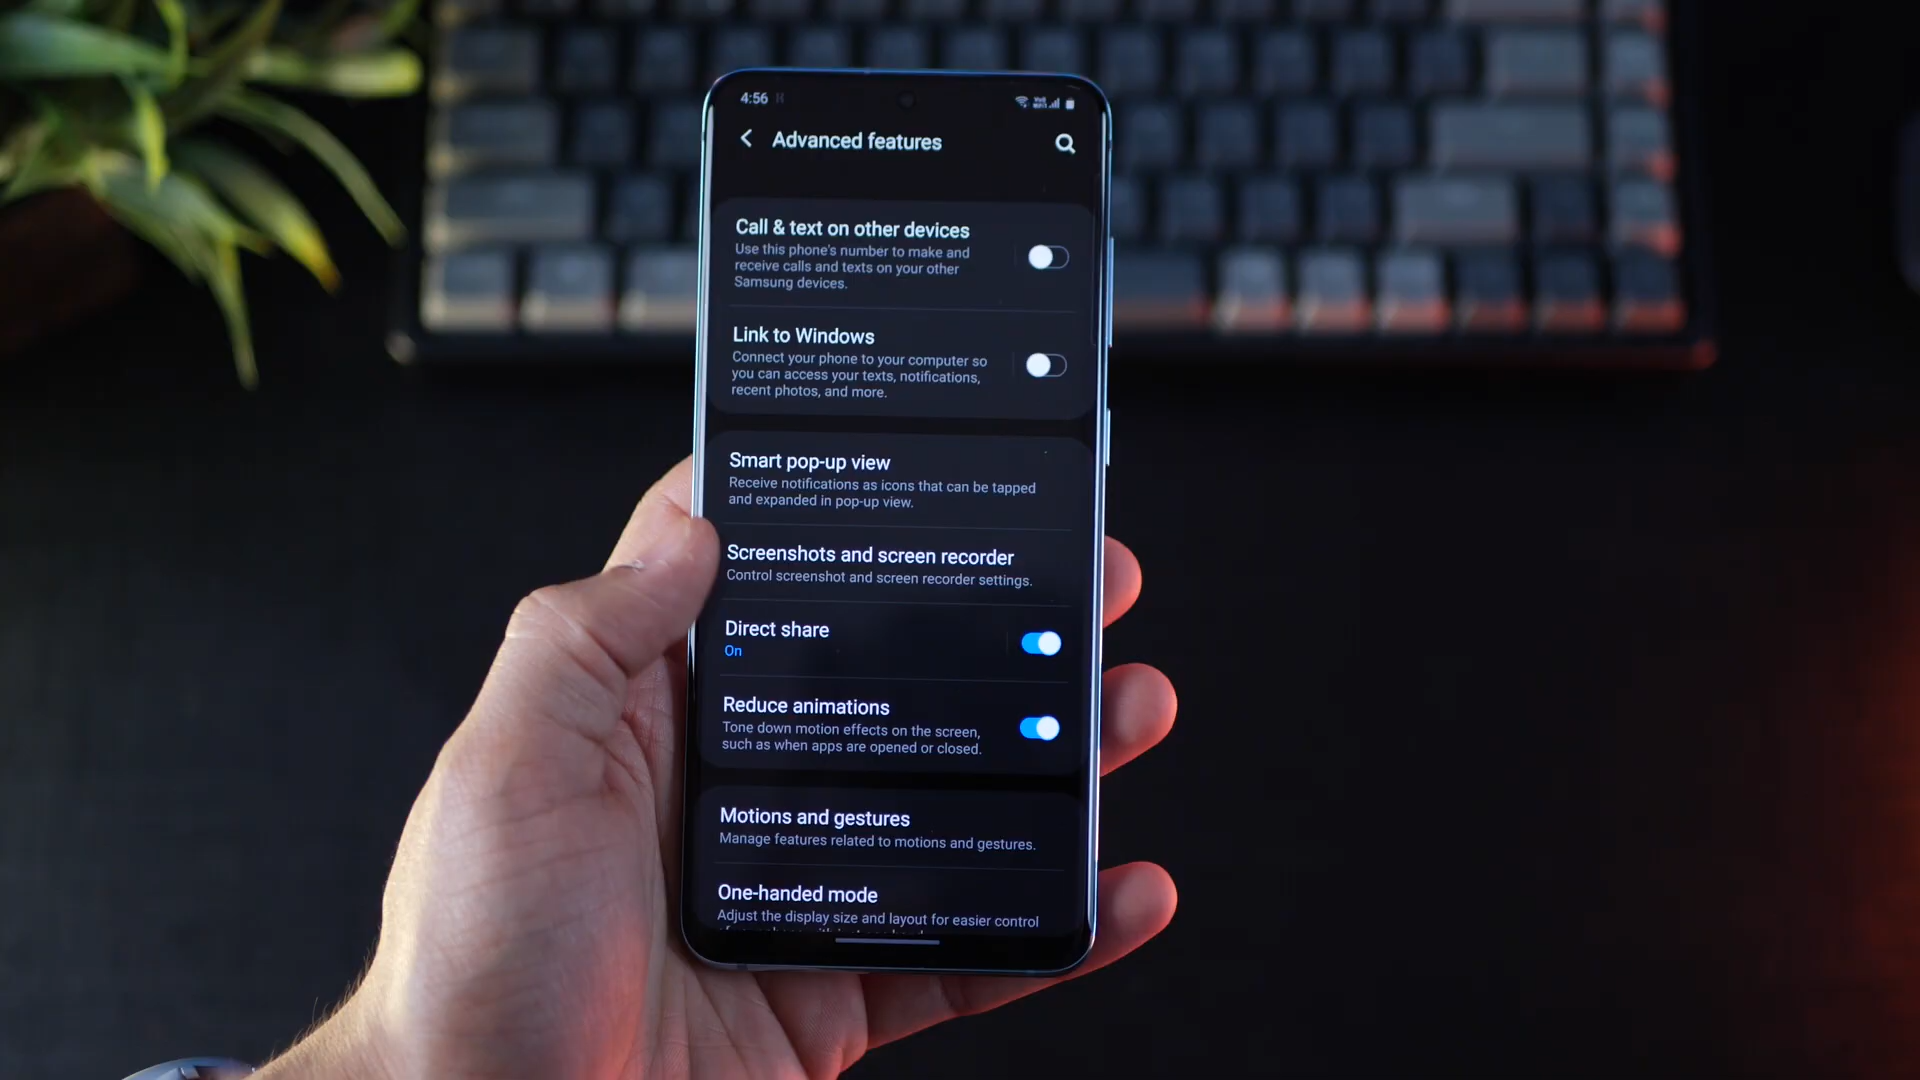 4:56
Advanced features
Call & text on other devices
Use this phone's number to make and
receive calls and texts on your other
Samsung devices.
Link to Windows
Connect your phone to your computer so
you can access your texts, notifications,
recent photos, and more.
Smart pop-up view
Receive notifications as icons that can be tapped
and expanded in pop-up view.
Screenshots and screen recorder
Control screenshot and screen recorder settings.
Direct share
On
Reduce animations
Tone down motion effects on the screen,
such as when apps are opened or closed.
Motions and gestures
Manage features related to motions and gestures.
One-handed mode
Adjust the display size and layout for easier control